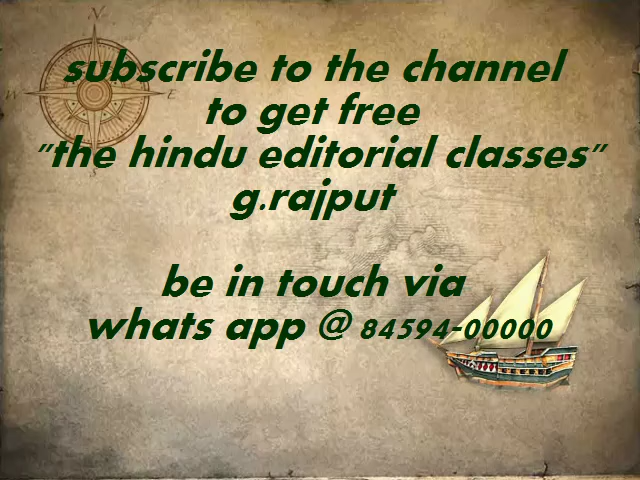 N
W
E
subscribe to the channel
to get free
"the hindu editorial classes"
g.rajput
be in touch via
whats app @ 84594-00000